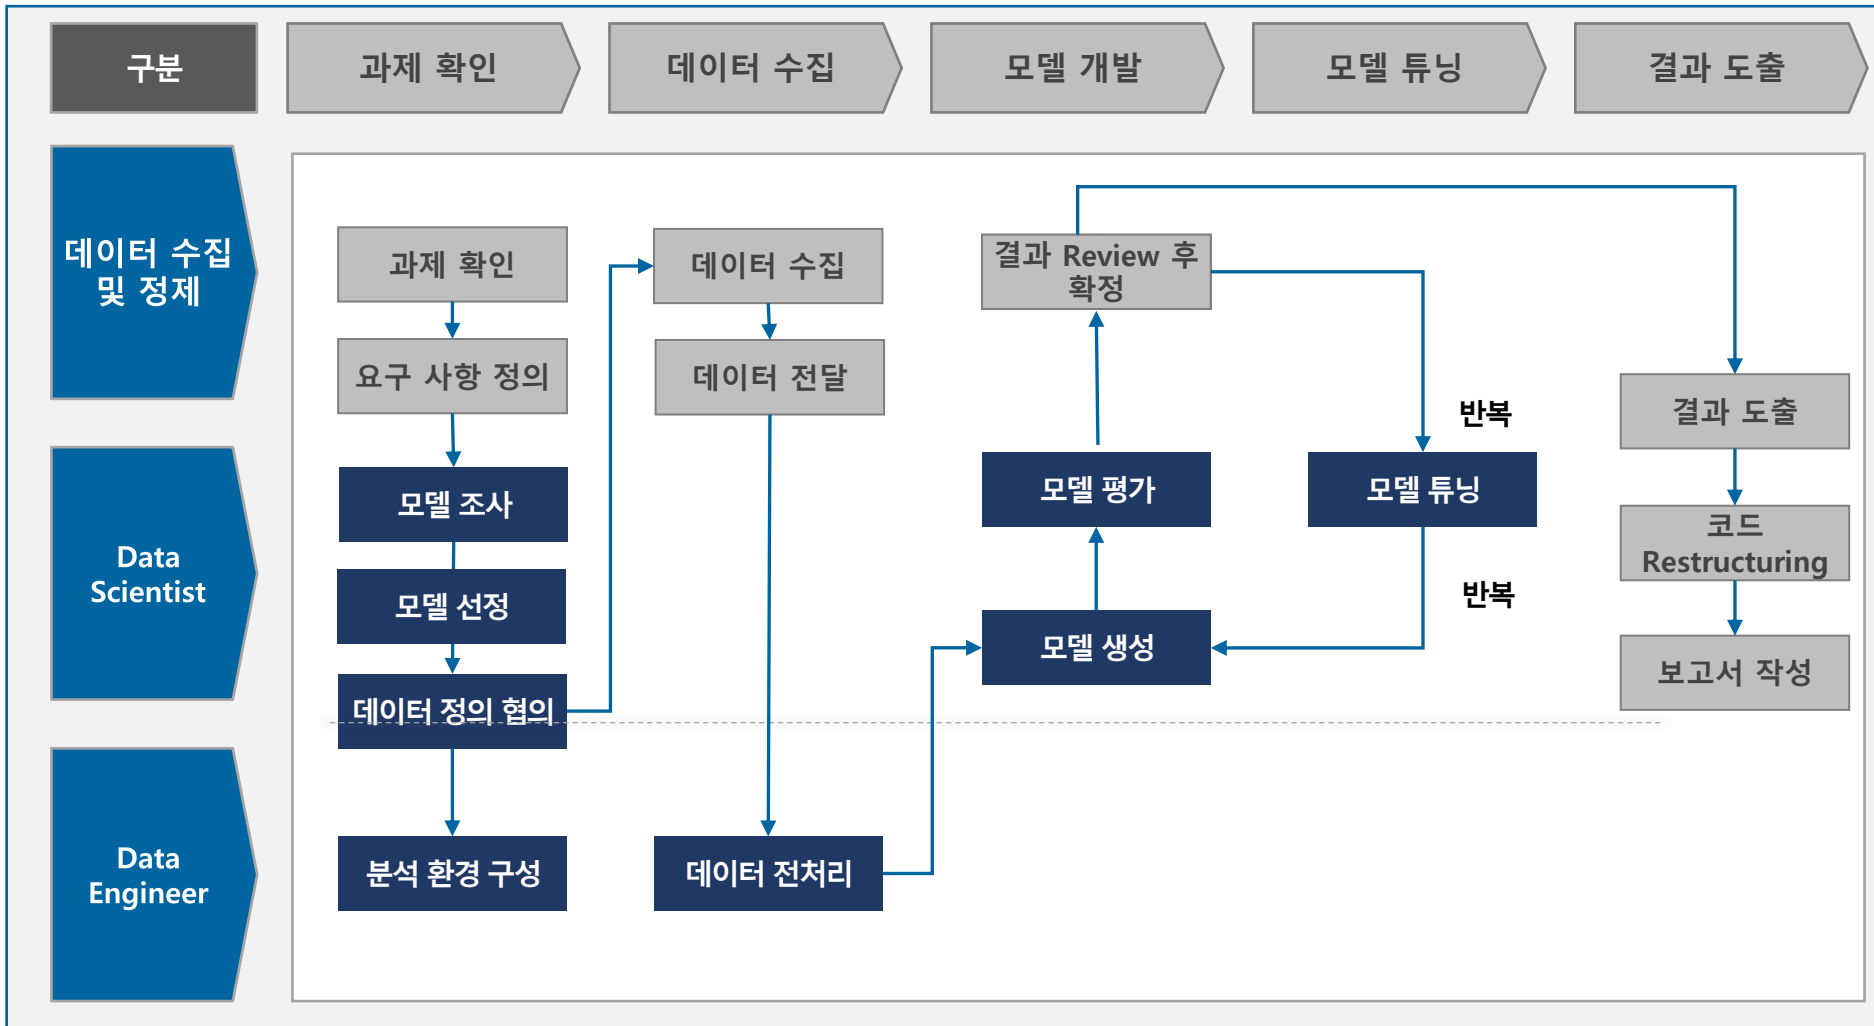 구분
과제 확인
데이터 수집
모델 개발
모델 튜닝
결과 도출
데이터 수집
및 정제
Data
Scientist
Data
Engineer
과제 확인
요구 사항 정의
모델 조사
모델 선정
데이터 정의 협의
분석 환경 구성
데이터 수집
데이터 전달
데이터 전처리
결과 Review 후
확정
모델 평가
모델 생성
반복
모델 튜닝
반복
결과 도출
코드
Restructuring
보고서 작성